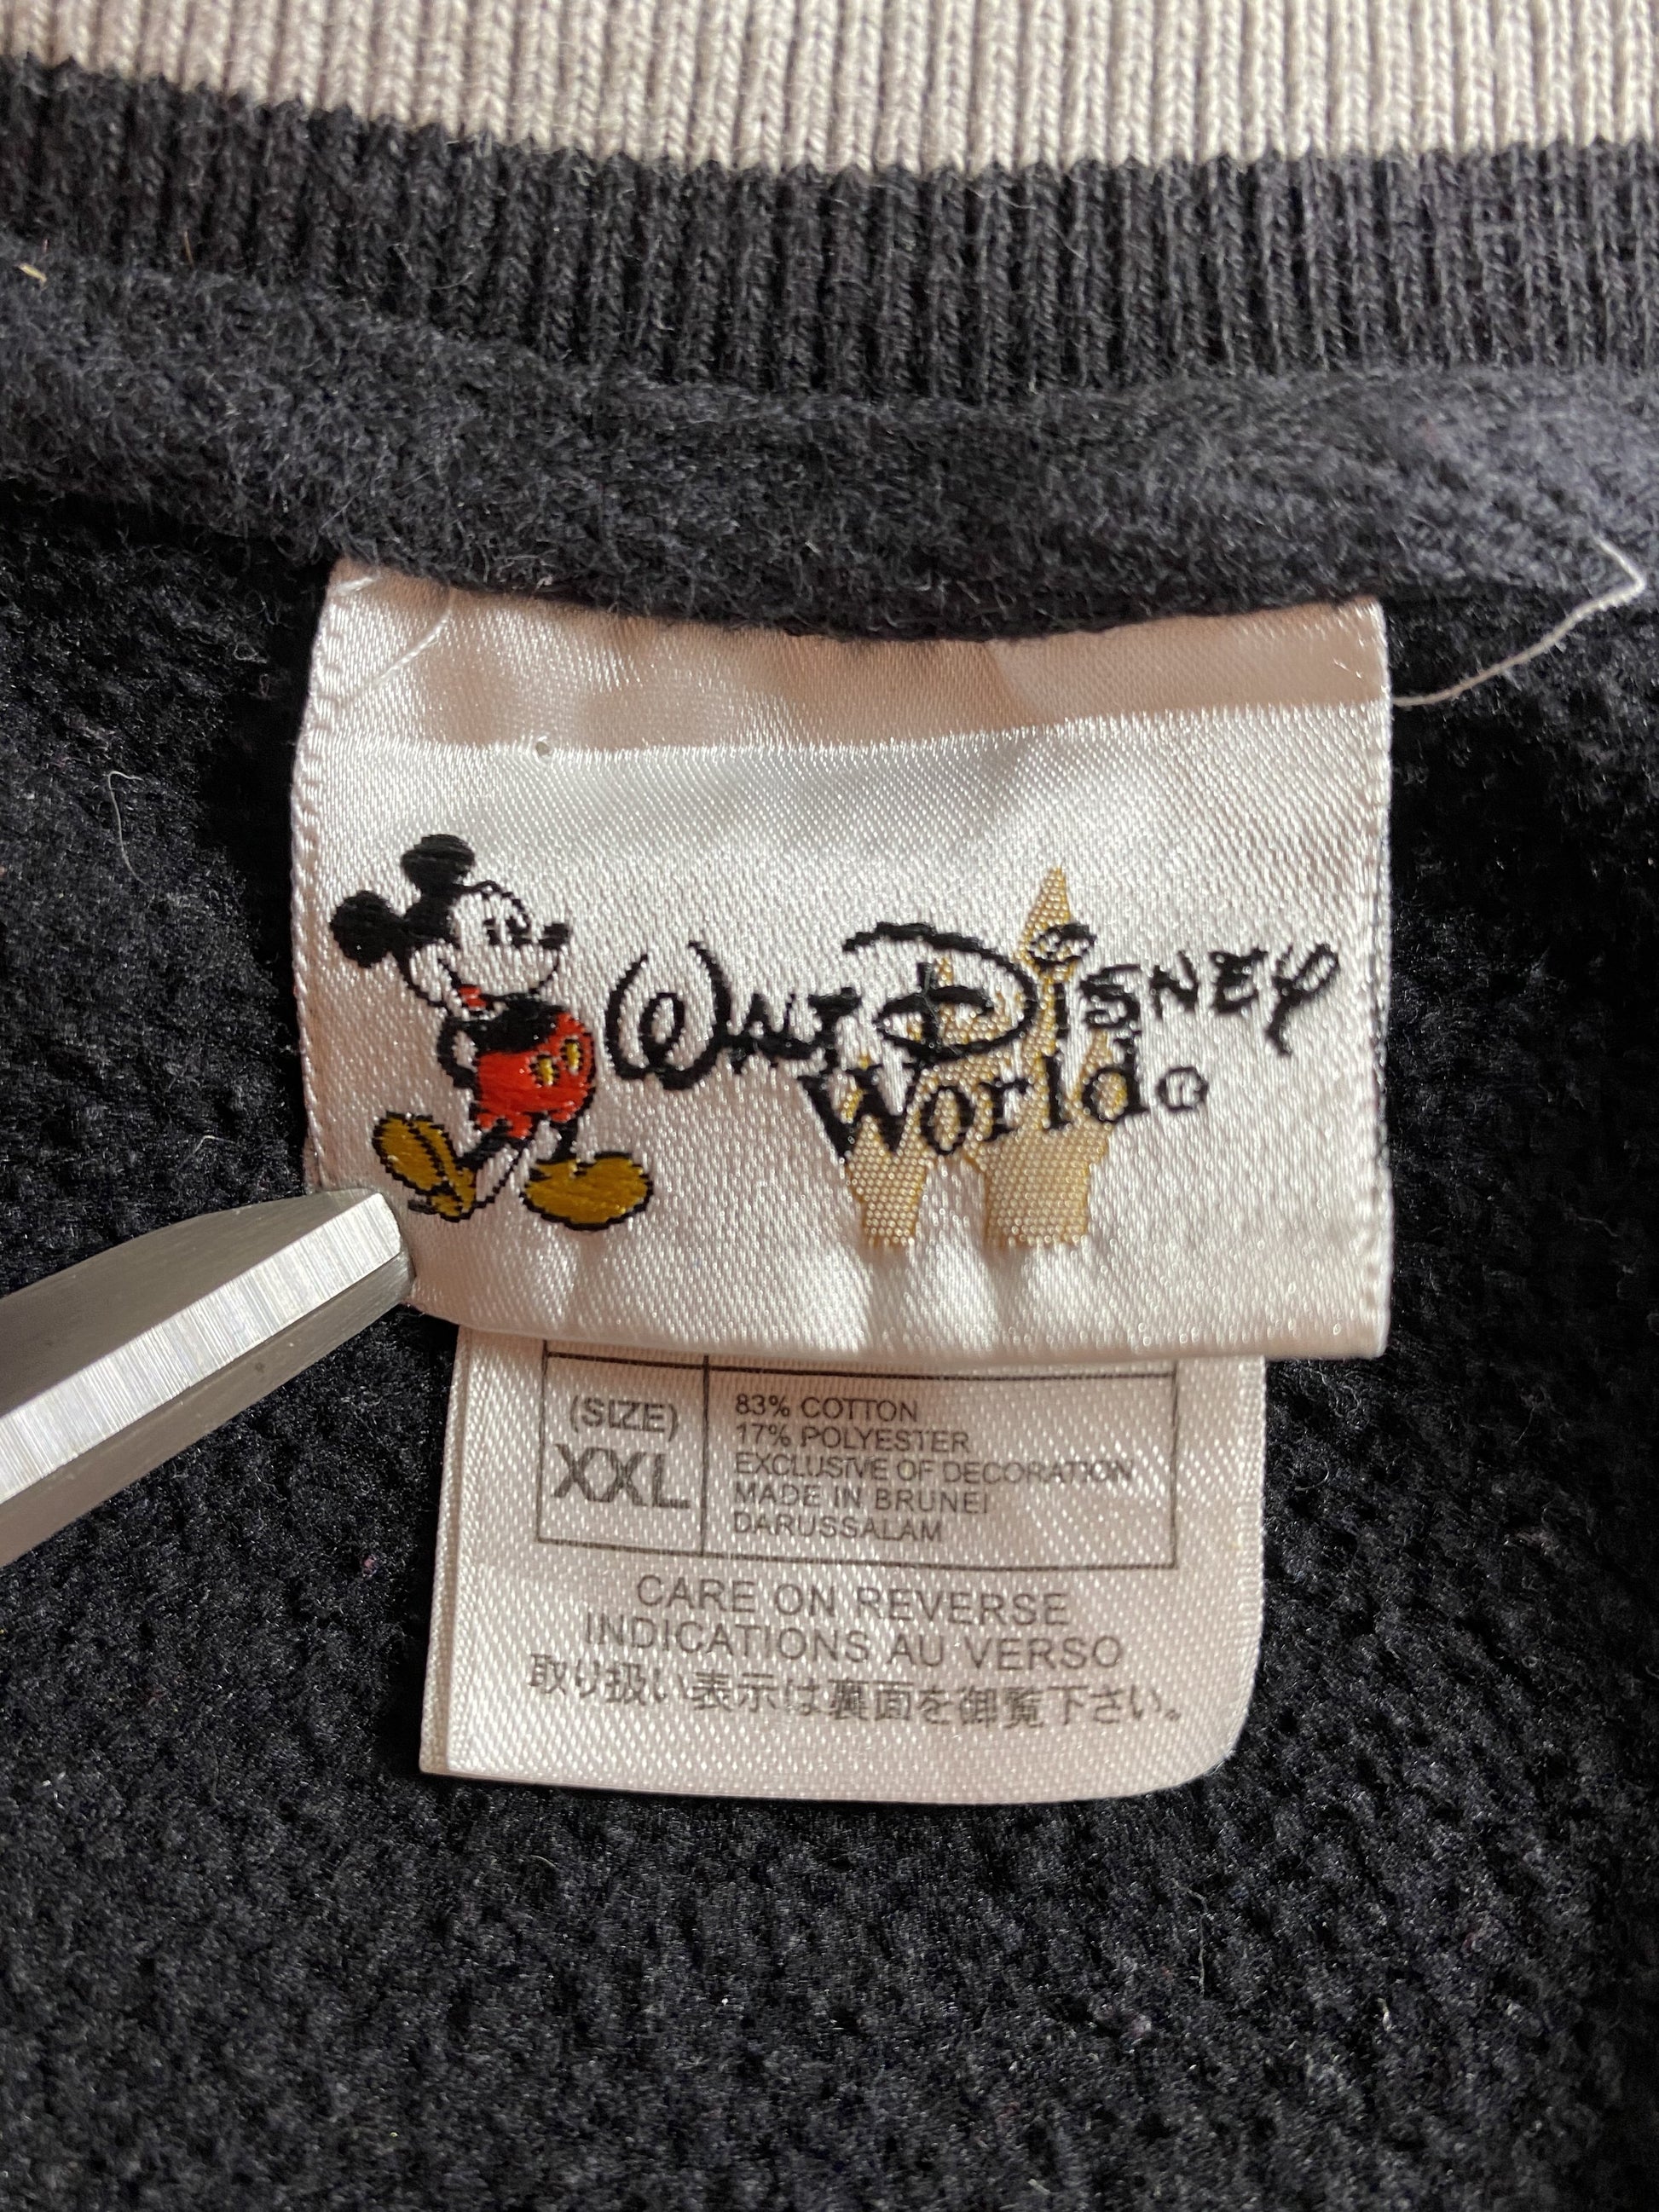 WALT DISNEY
World®
(SIZE)
XXL
83% COTTON
17% POLYESTER
EXCLUSIVE OF DECORATION
MADE IN BRUNEI
DARUSSALAM
CARE ON REVERSE
INDICATIONS AU VERSO
取り扱い表示は裏面を御覧下さい。